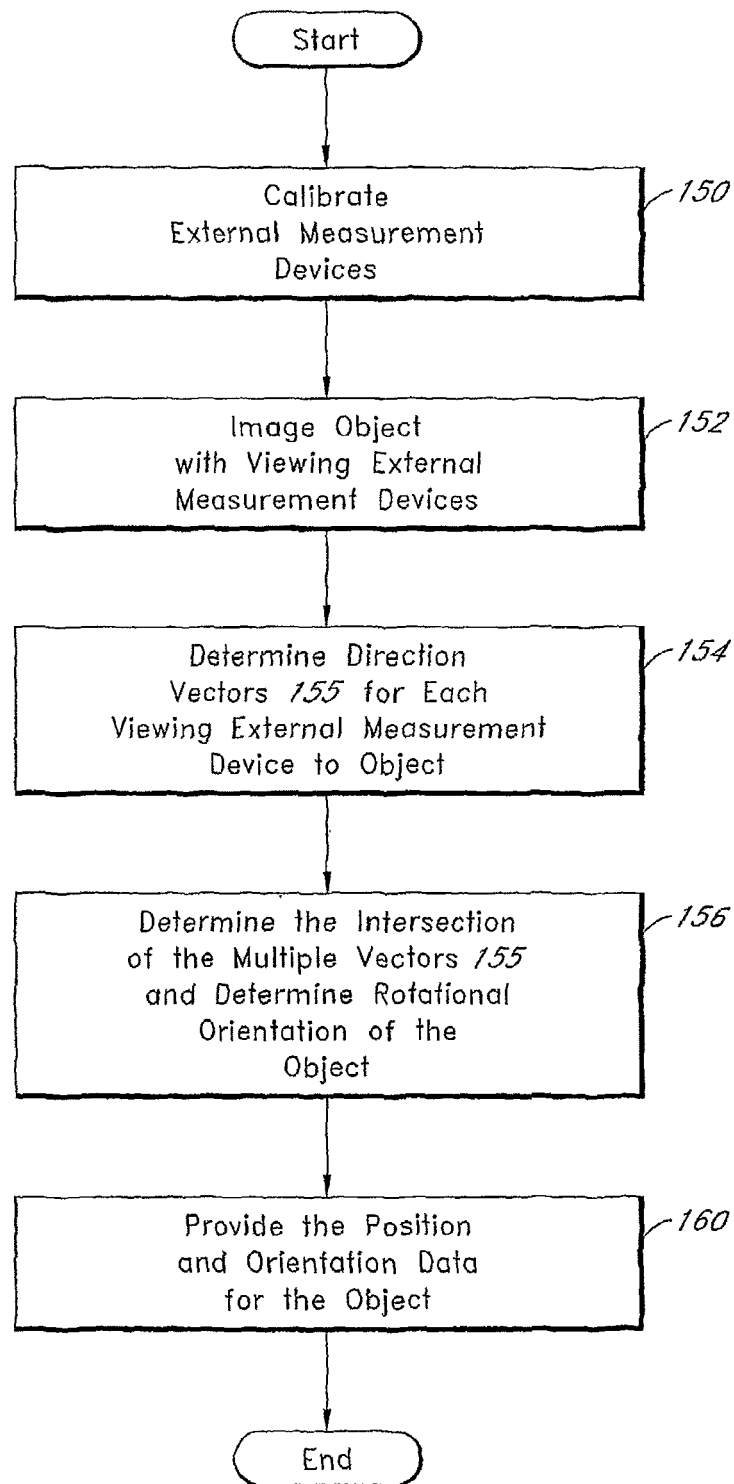 Start
Calibrate
External Measurement
Devices
150
Image Object
with Viewing External
Measurement Devices
152
Determine Direction
Vectors 155 for Each
Viewing External Measurement
Device to Object
154
Determine the Intersection
of the Multiple Vectors 155
and Determine Rotational
Orientation of the
Object
156
Provide the Position
and Orientation Data
for the Object
160
End